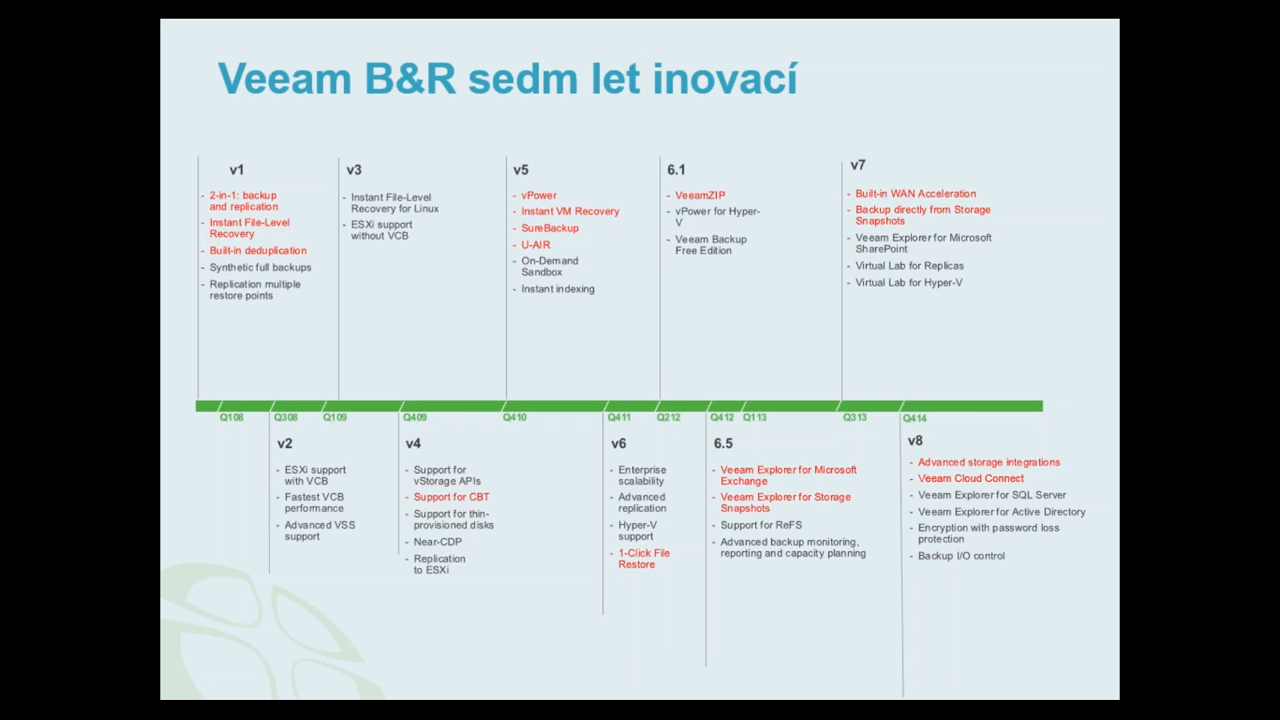 Veeam B&R sedm let inovací
v1
- 2-in-1: backup
and replication
- Instant File-Level
Recovery
- Built-in deduplication
- Synthetic full backups
- Replication multiple
restore points
v3
- Instant File-Level
Recovery for Linux
- ESXi support
without VCB
v5
- vPower
- Instant VM Recovery
- SureBackup
- U-AIR
- On-Demand
Sandbox
- Instant indexing
6.1
- VeeamZIP
- vPower for Hyper-
V
- Veeam Backup
Free Edition
v7
- Built-in WAN Acceleration
- Backup directly from Storage
Snapshots
- Veeam Explorer for Microsoft
SharePoint
- Virtual Lab for Replicas
- Virtual Lab for Hyper-V
Q108 Q308 Q109 Q409 Q410 Q411 Q212 Q412 Q113 Q313 Q414
v2
- ESXi support
with VCB
- Fastest VCB
performance
- Advanced VSS
support
v4
- Support for
vStorage APIs
- Support for CBT
- Support for thin-
provisioned disks
- Near-CDP
- Replication
to ESXi
v6
- Enterprise
scalability
- Advanced
replication
- Hyper-V
support
- 1-Click File
Restore
6.5
- Veeam Explorer for Microsoft
Exchange
- Veeam Explorer for Storage
Snapshots
- Support for ReFS
- Advanced backup monitoring,
reporting and capacity planning
v8
- Advanced storage integrations
- Veeam Cloud Connect
- Veeam Explorer for SQL Server
- Veeam Explorer for Active Directory
- Encryption with password loss
protection
- Backup I/O control